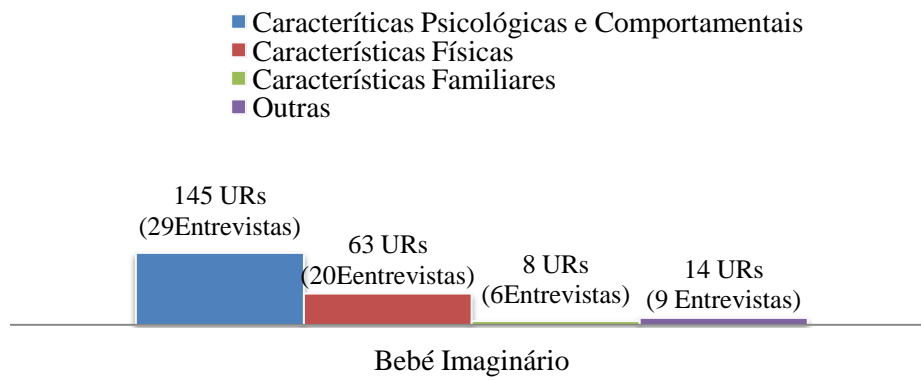 Caracteríticas Psicológicas e Comportamentais
Características Físicas
Características Familiares
Outras
145 URs
(29Entrevistas)
63 URs
(20Eentrevistas)
8 URs
(6Entrevistas)
14 URs
(9 Entrevistas)
Bebé Imaginário